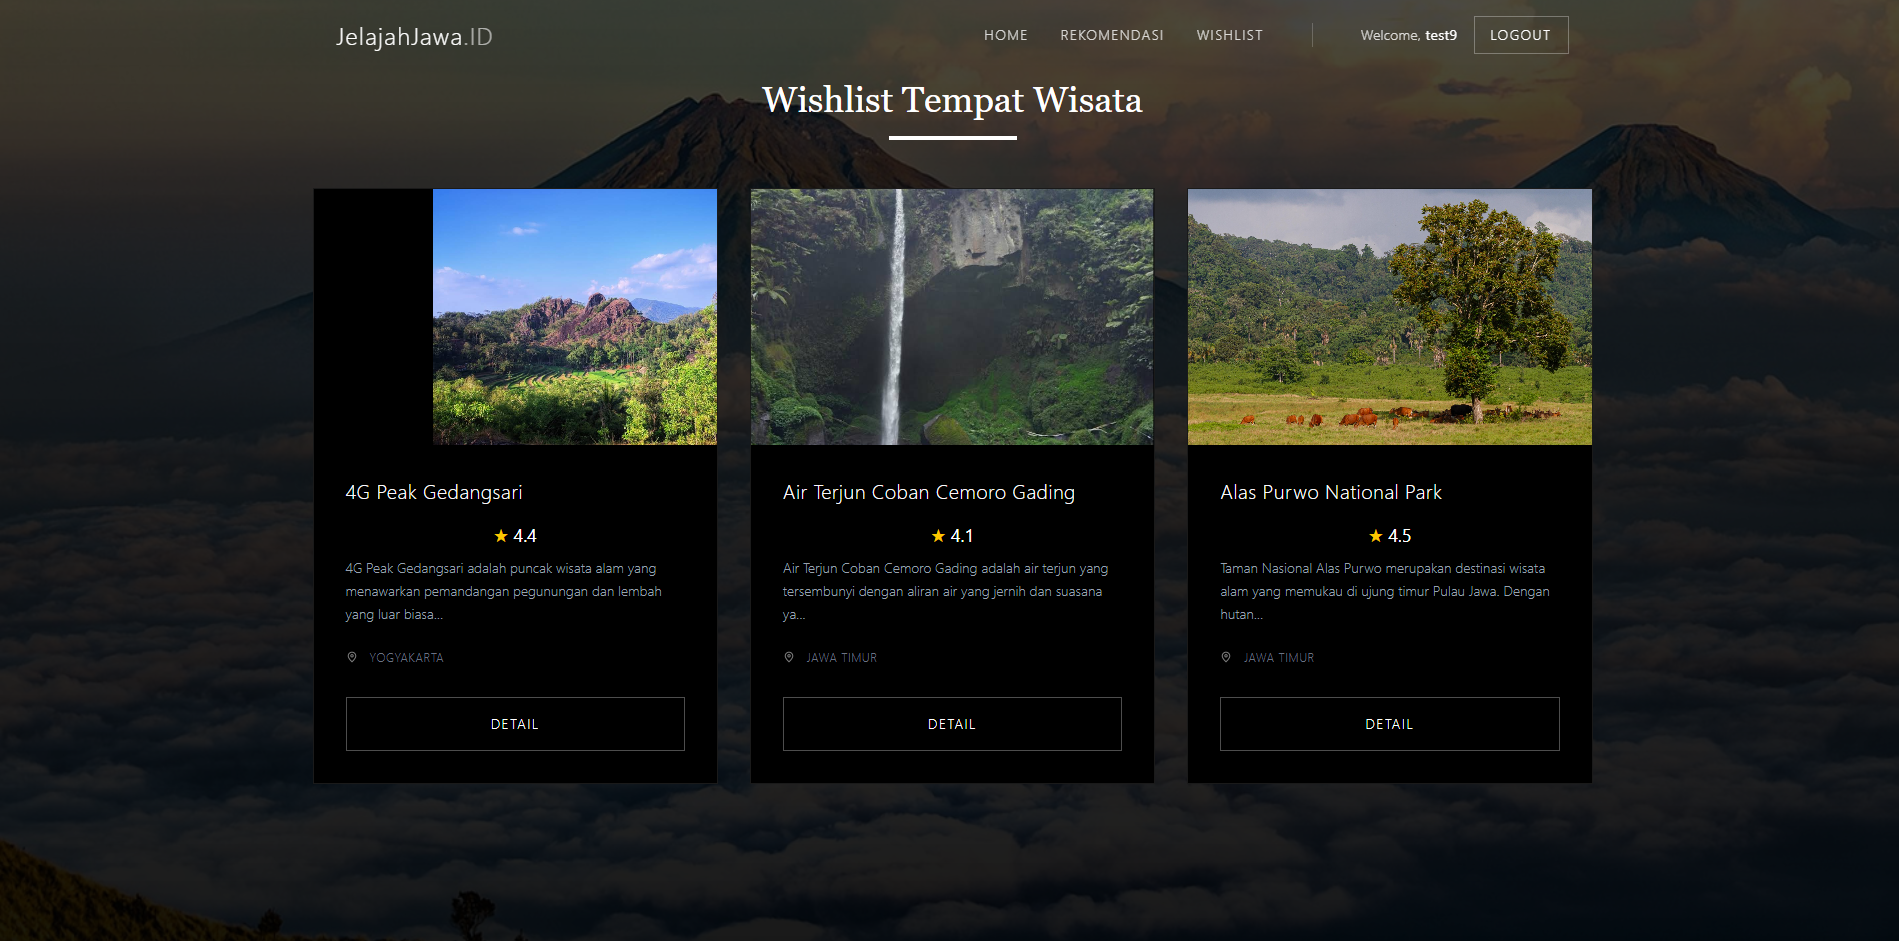 JelajahJawa.ID
HOME
REKOMENDASI
WISHLIST
Welcome, test9
LOGOUT
Wishlist Tempat Wisata
4G Peak Gedangsari
★ 4.4
4G Peak Gedangsari adalah puncak wisata alam yang
menawarkan pemandangan pegunungan dan lembah
yang luar biasa...
YOGYAKARTA
DETAIL
Air Terjun Coban Cemoro Gading
★ 4.1
Air Terjun Coban Cemoro Gading adalah air terjun yang
tersembunyi dengan aliran air yang jernih dan suasana
ya...
JAWA TIMUR
DETAIL
Alas Purwo National Park
★ 4.5
Taman Nasional Alas Purwo merupakan destinasi wisata
alam yang memukau di ujung timur Pulau Jawa. Dengan
hutan...
JAWA TIMUR
DETAIL